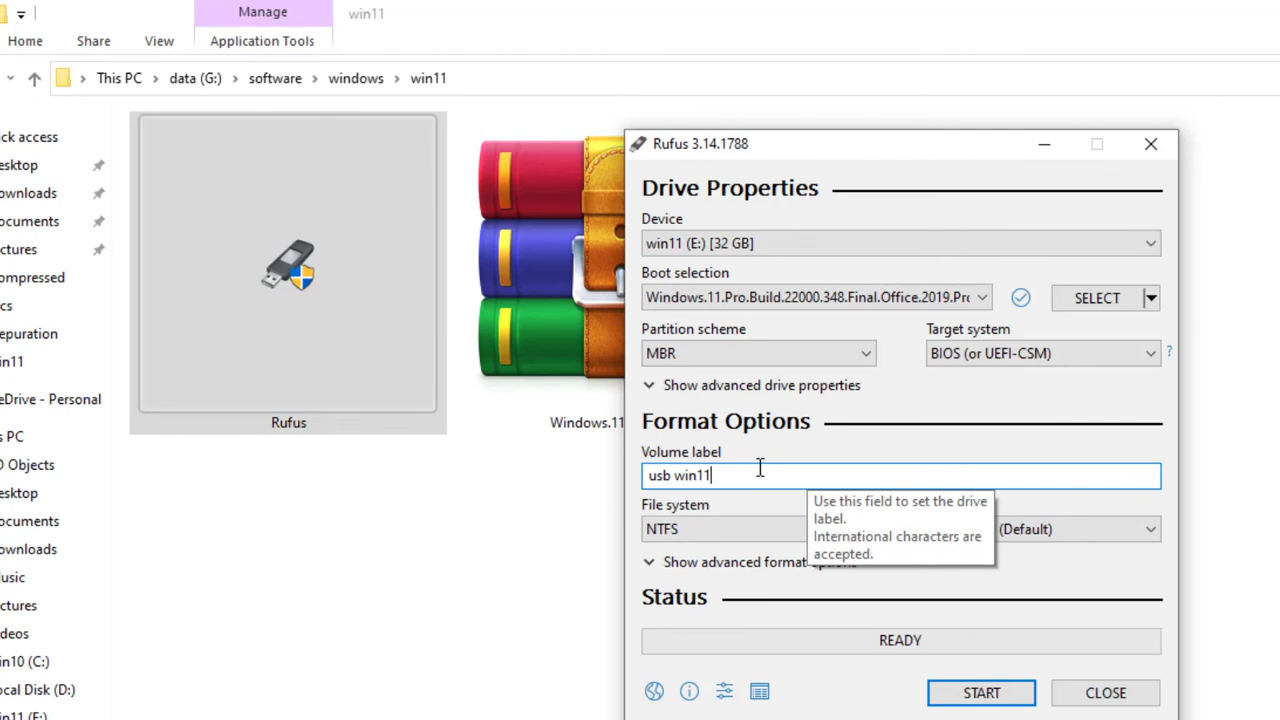 Manage
win11
Home
Share
View
Application Tools
This PC
data (G:)
software
windows
win11
ick access
esktop
ownloads
ocuments
ctures
ompressed
cs
epuration
in11
eDrive - Personal
is PC
D Objects
esktop
ocuments
ownloads
usic
ctures
deos
in10 (C:)
ocal Disk (D:)
in11 (E:)
Rufus
Windows.11
Rufus 3.14.1788
Drive Properties
Device
win11 (E:) [32 GB]
Boot selection
Windows.11.Pro.Build.22000.348.Final.Office.2019.Pr
SELECT
Partition scheme
Target system
MBR
BIOS (or UEFI-CSM)
?
Show advanced drive properties
Format Options
Volume label
usb win11
Use this field to set the drive
label.
International characters are
accepted.
File system
NTFS
(Default)
Show advanced format options
Status
READY
START
CLOSE